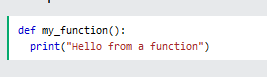 def my_function():
  print("Hello from a function")